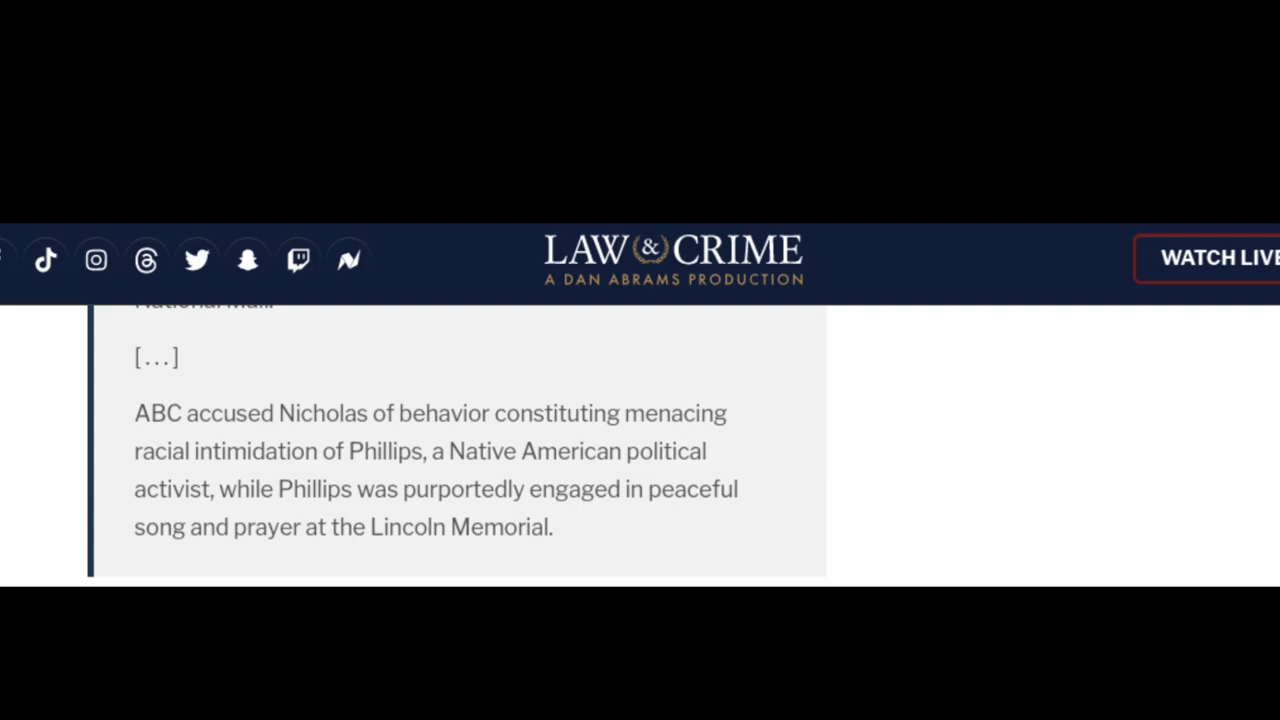 LAW & CRIME
A DAN ABRAMS PRODUCTION
WATCH LIVE
[...]
ABC accused Nicholas of behavior constituting menacing
racial intimidation of Phillips, a Native American political
activist, while Phillips was purportedly engaged in peaceful
song and prayer at the Lincoln Memorial.